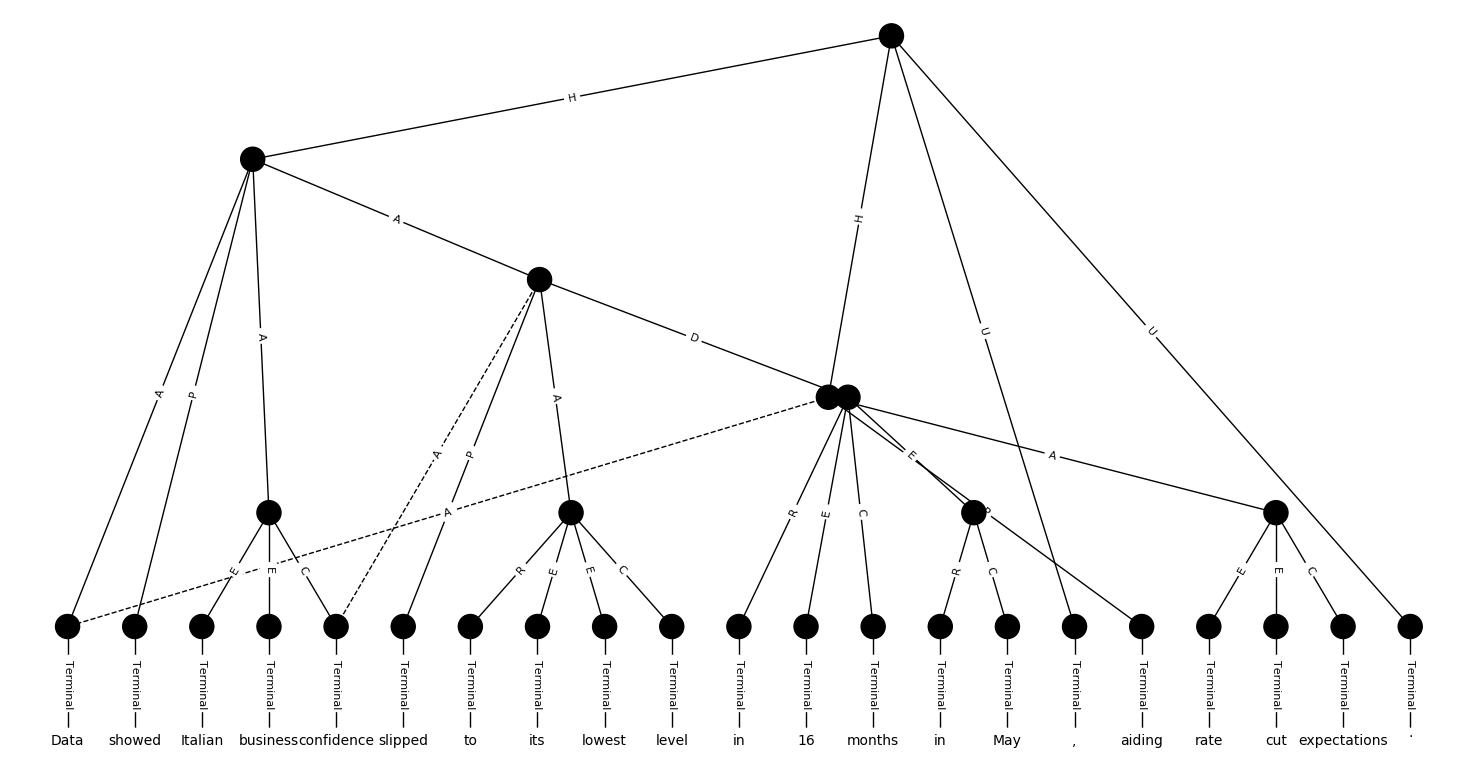 H
A
H
A
U
U
A
D
A
P
A
A
P
E
A
A
R
E
C
E
E
C
R
E
E
C
R
C
E
E
C
Terminal Terminal Terminal Terminal Terminal Terminal Terminal Terminal Terminal Terminal Terminal Terminal Terminal Terminal Terminal Terminal Terminal Terminal Terminal Terminal Terminal
Data showed Italian business confidence slipped to its lowest level in 16 months in May , aiding rate cut expectations .